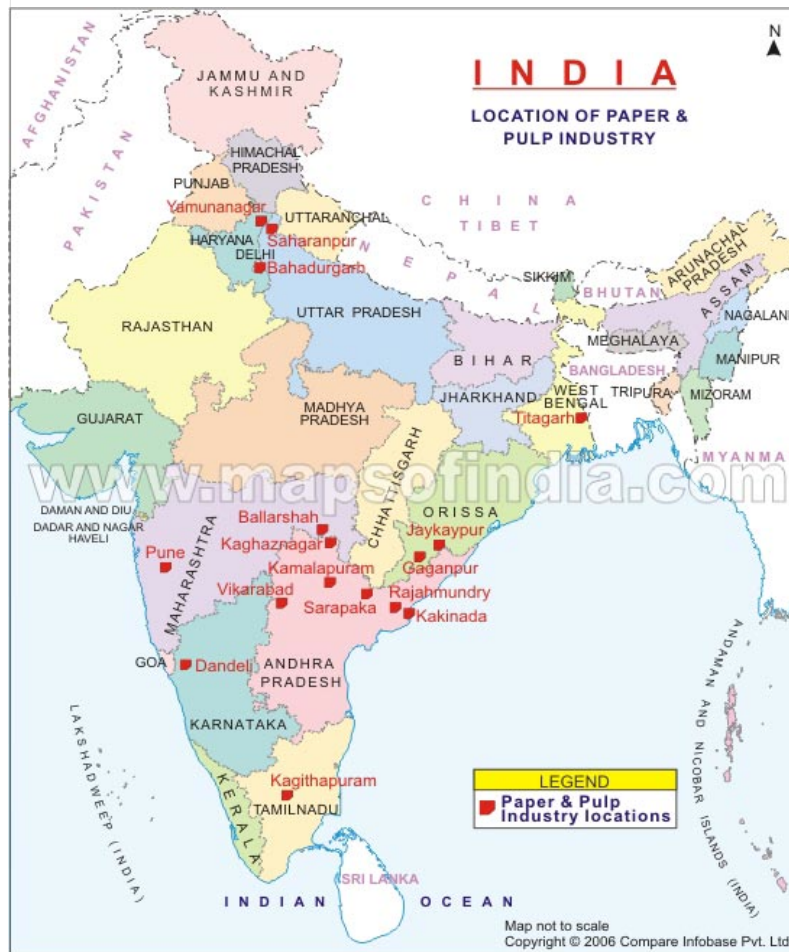 N
INDIA
LOCATION OF PAPER &
PULP INDUSTRY
AFGHANISTAN
PAKISTAN
JAMMU AND
KASHMIR
HIMACHAL
PRADESH
PUNJAB
Yamunanagar
UTTARANCHAL
Saharanpur
HARYANA
DELHI
Bahadurgarb
CHINA
TIBET
NEPAL
SIKKIM
BHUTAN
ARUNACHAL
PRADESH
ASSAM
NAGALAND
MEGHALAYA
MANIPUR
BANGLADESH
TRIPURA
MIZORAM
MYANMA
RAJASTHAN
UTTAR PRADESH
BIHAR
JHARKHAND
WEST
BENGAL
Titagarh
GUJARAT
MADHYA
PRADESH
CHHATTISGARH
www.mapsofindia.com
ORISSA
DAMAN AND DIU
DADAR AND NAGAR
HAVELI
MAHARASHTRA
Ballarshah
Kaghaznagar
Jaykaypur
Gaganpur
Pune
Kamalapuram
Vikarabad
Sarapaka
Rajahmundry
Kakinada
GOA
Dandeli
ANDHRA
PRADESH
KARNATAKA
LAKSHADWEEP (INDIA)
ANDAMAN AND NICOBAR ISLANDS (INDIA)
KERALA
Kagithapuram
TAMILNADU
LEGEND
Paper & Pulp
Industry locations
SRI LANKA
INDIAN OCEAN
Map not to scale
Copyright © 2006 Compare Infobase Pvt. Ltd